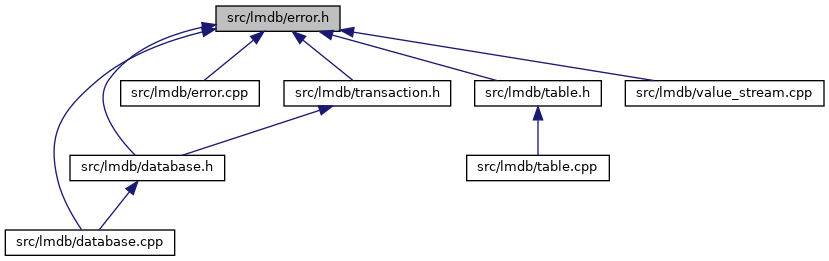 src/lmdb/error.h
src/lmdb/error.cpp
src/lmdb/transaction.h
src/lmdb/table.h
src/lmdb/value_stream.cpp
src/lmdb/database.h
src/lmdb/table.cpp
src/lmdb/database.cpp